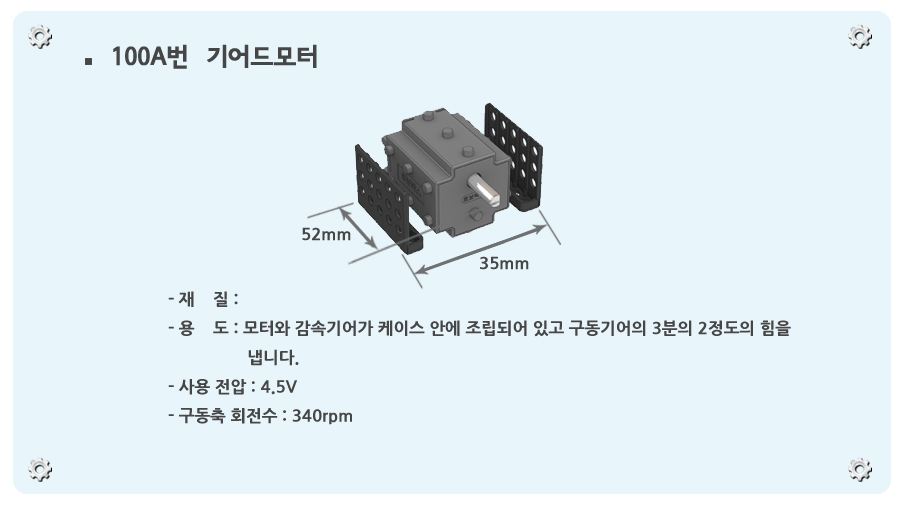 ▪ 100A번 기어드모터
52mm
35mm
- 재 질 :
- 용 도 : 모터와 감속기어가 케이스 안에 조립되어 있고 구동기어의 3분의 2정도의 힘을
냅니다.
- 사용 전압 : 4.5V
- 구동축 회전수 : 340rpm